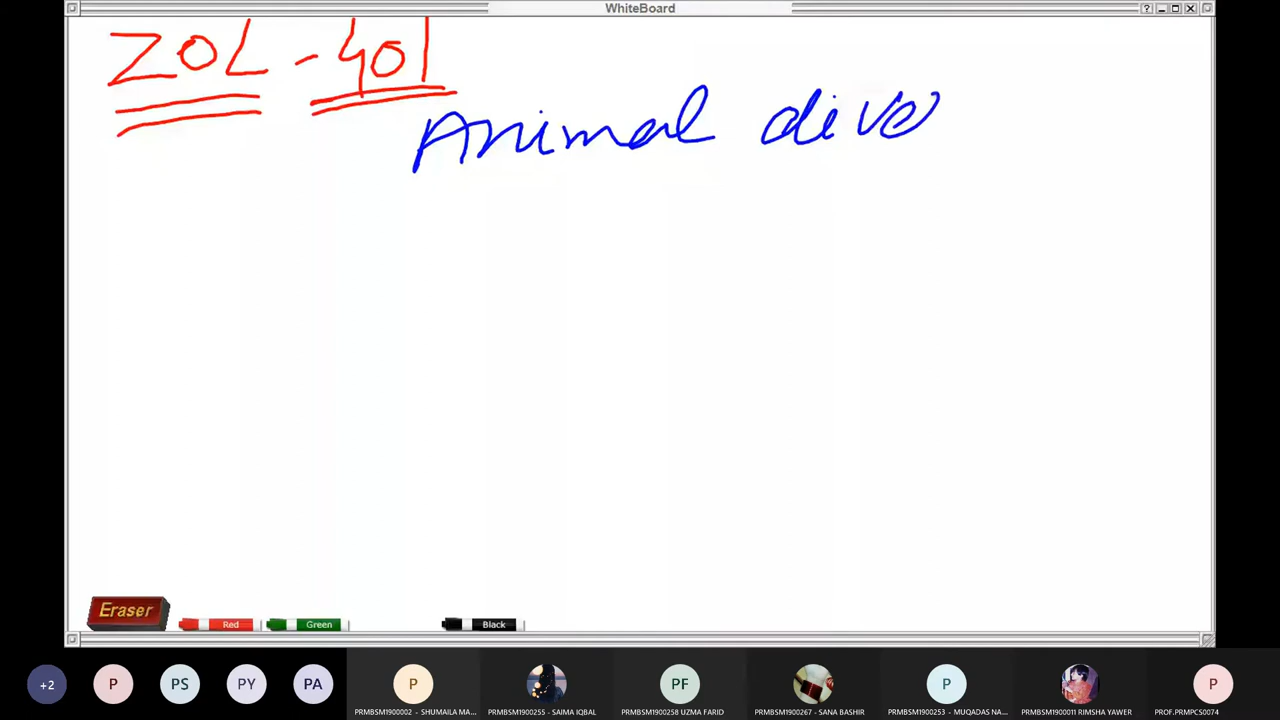 WhiteBoard
ZOL - 401
Animal dive
Eraser
Red
Green
Black
+2
P
PS
PY
PA
P
PF
P
P
PRMBSM1900002 - SHUMAILA MA...
PRMBSM1900255 - SAIMA IQBAL
PRMBSM1900258 UZMA FARID
PRMBSM1900267 - SANA BASHIR
PRMBSM1900253 - MUQADAS NA...
PRMBSM1900011 RIMSHA YAWER
PROF.PRMPCS0074